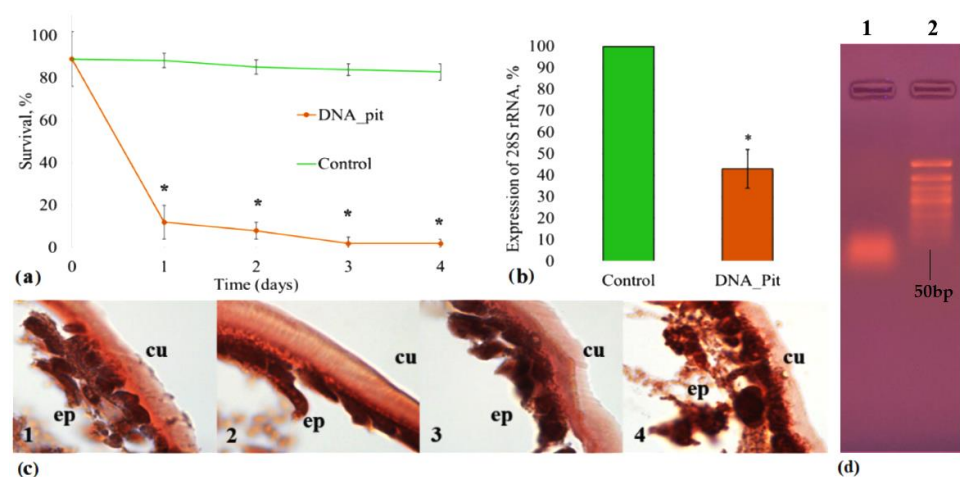 100
80
60
40
20
0
Survival, %
DNA_pit
Control
*
*
*
*
0 1 2 3 4
Time (days)
(a)
100
90
80
70
60
50
40
30
20
10
0
Expression of 28S rRNA, %
*
Control DNA_Pit
(b)
1 2
50bp
(d)
cu
ep
1
cu
ep
2
cu
ep
3
cu
ep
4
(c)